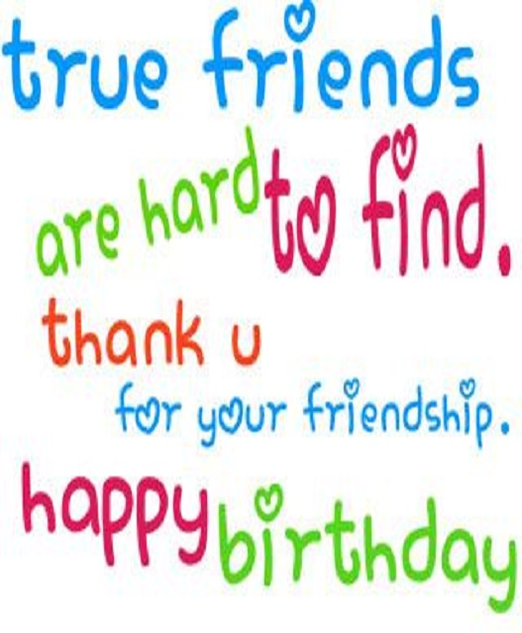 true friends
are hard to find.
thank u
for your friendship.
happy birthday